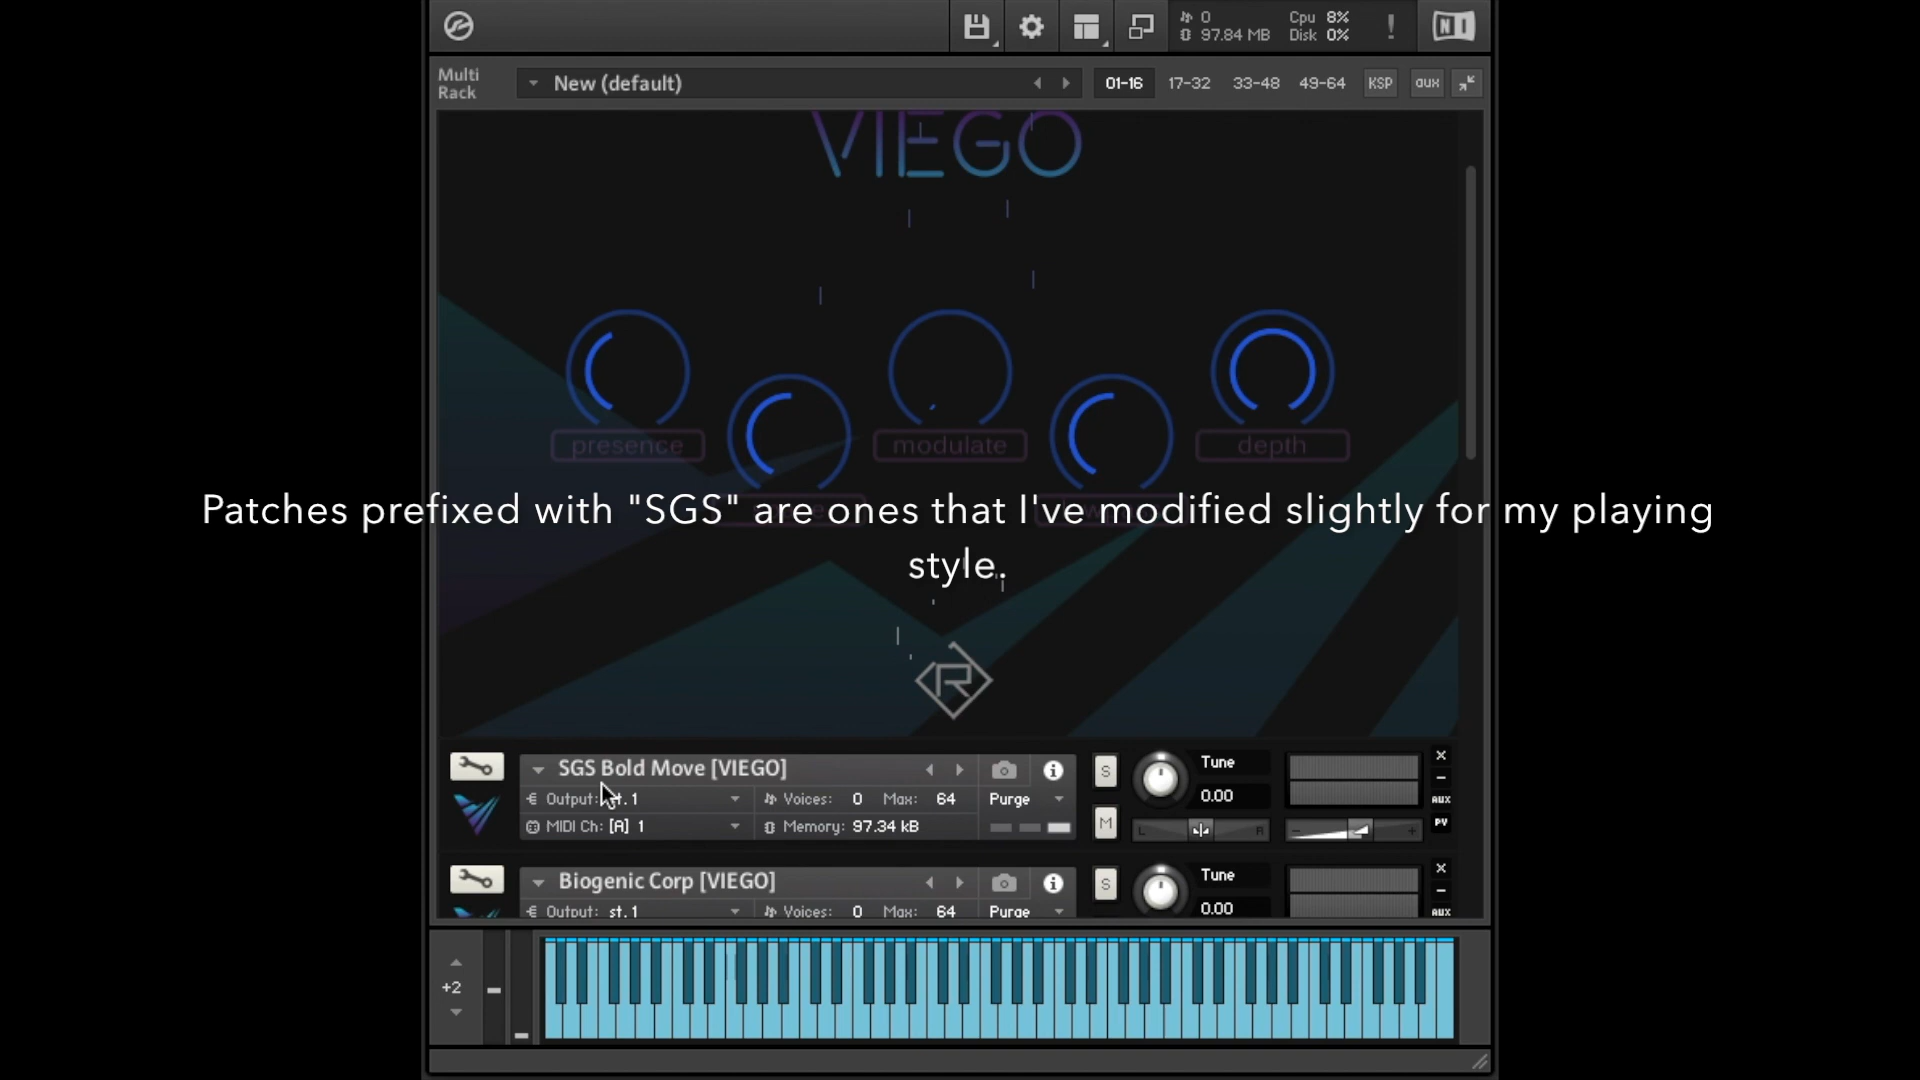 0
97.84 MB
Cpu 8%
Disk 0%
!
NI
Multi
Rack
New (default)
01-16
17-32
33-48
49-64
KSP
aux
VIEGO
presence
modulate
depth
Patches prefixed with "SGS" are ones that I've modified slightly for my playing
style.
R
SGS Bold Move [VIEGO]
Output: st. 1
Voices: 0 Max: 64
Purge
MIDI Ch: [A] 1
Memory: 97.34 kB
S
M
Tune
0.00
L
R
AUX
PV
Biogenic Corp [VIEGO]
Output: st. 1
Voices: 0 Max: 64
Purge
S
Tune
0.00
AUX
+2